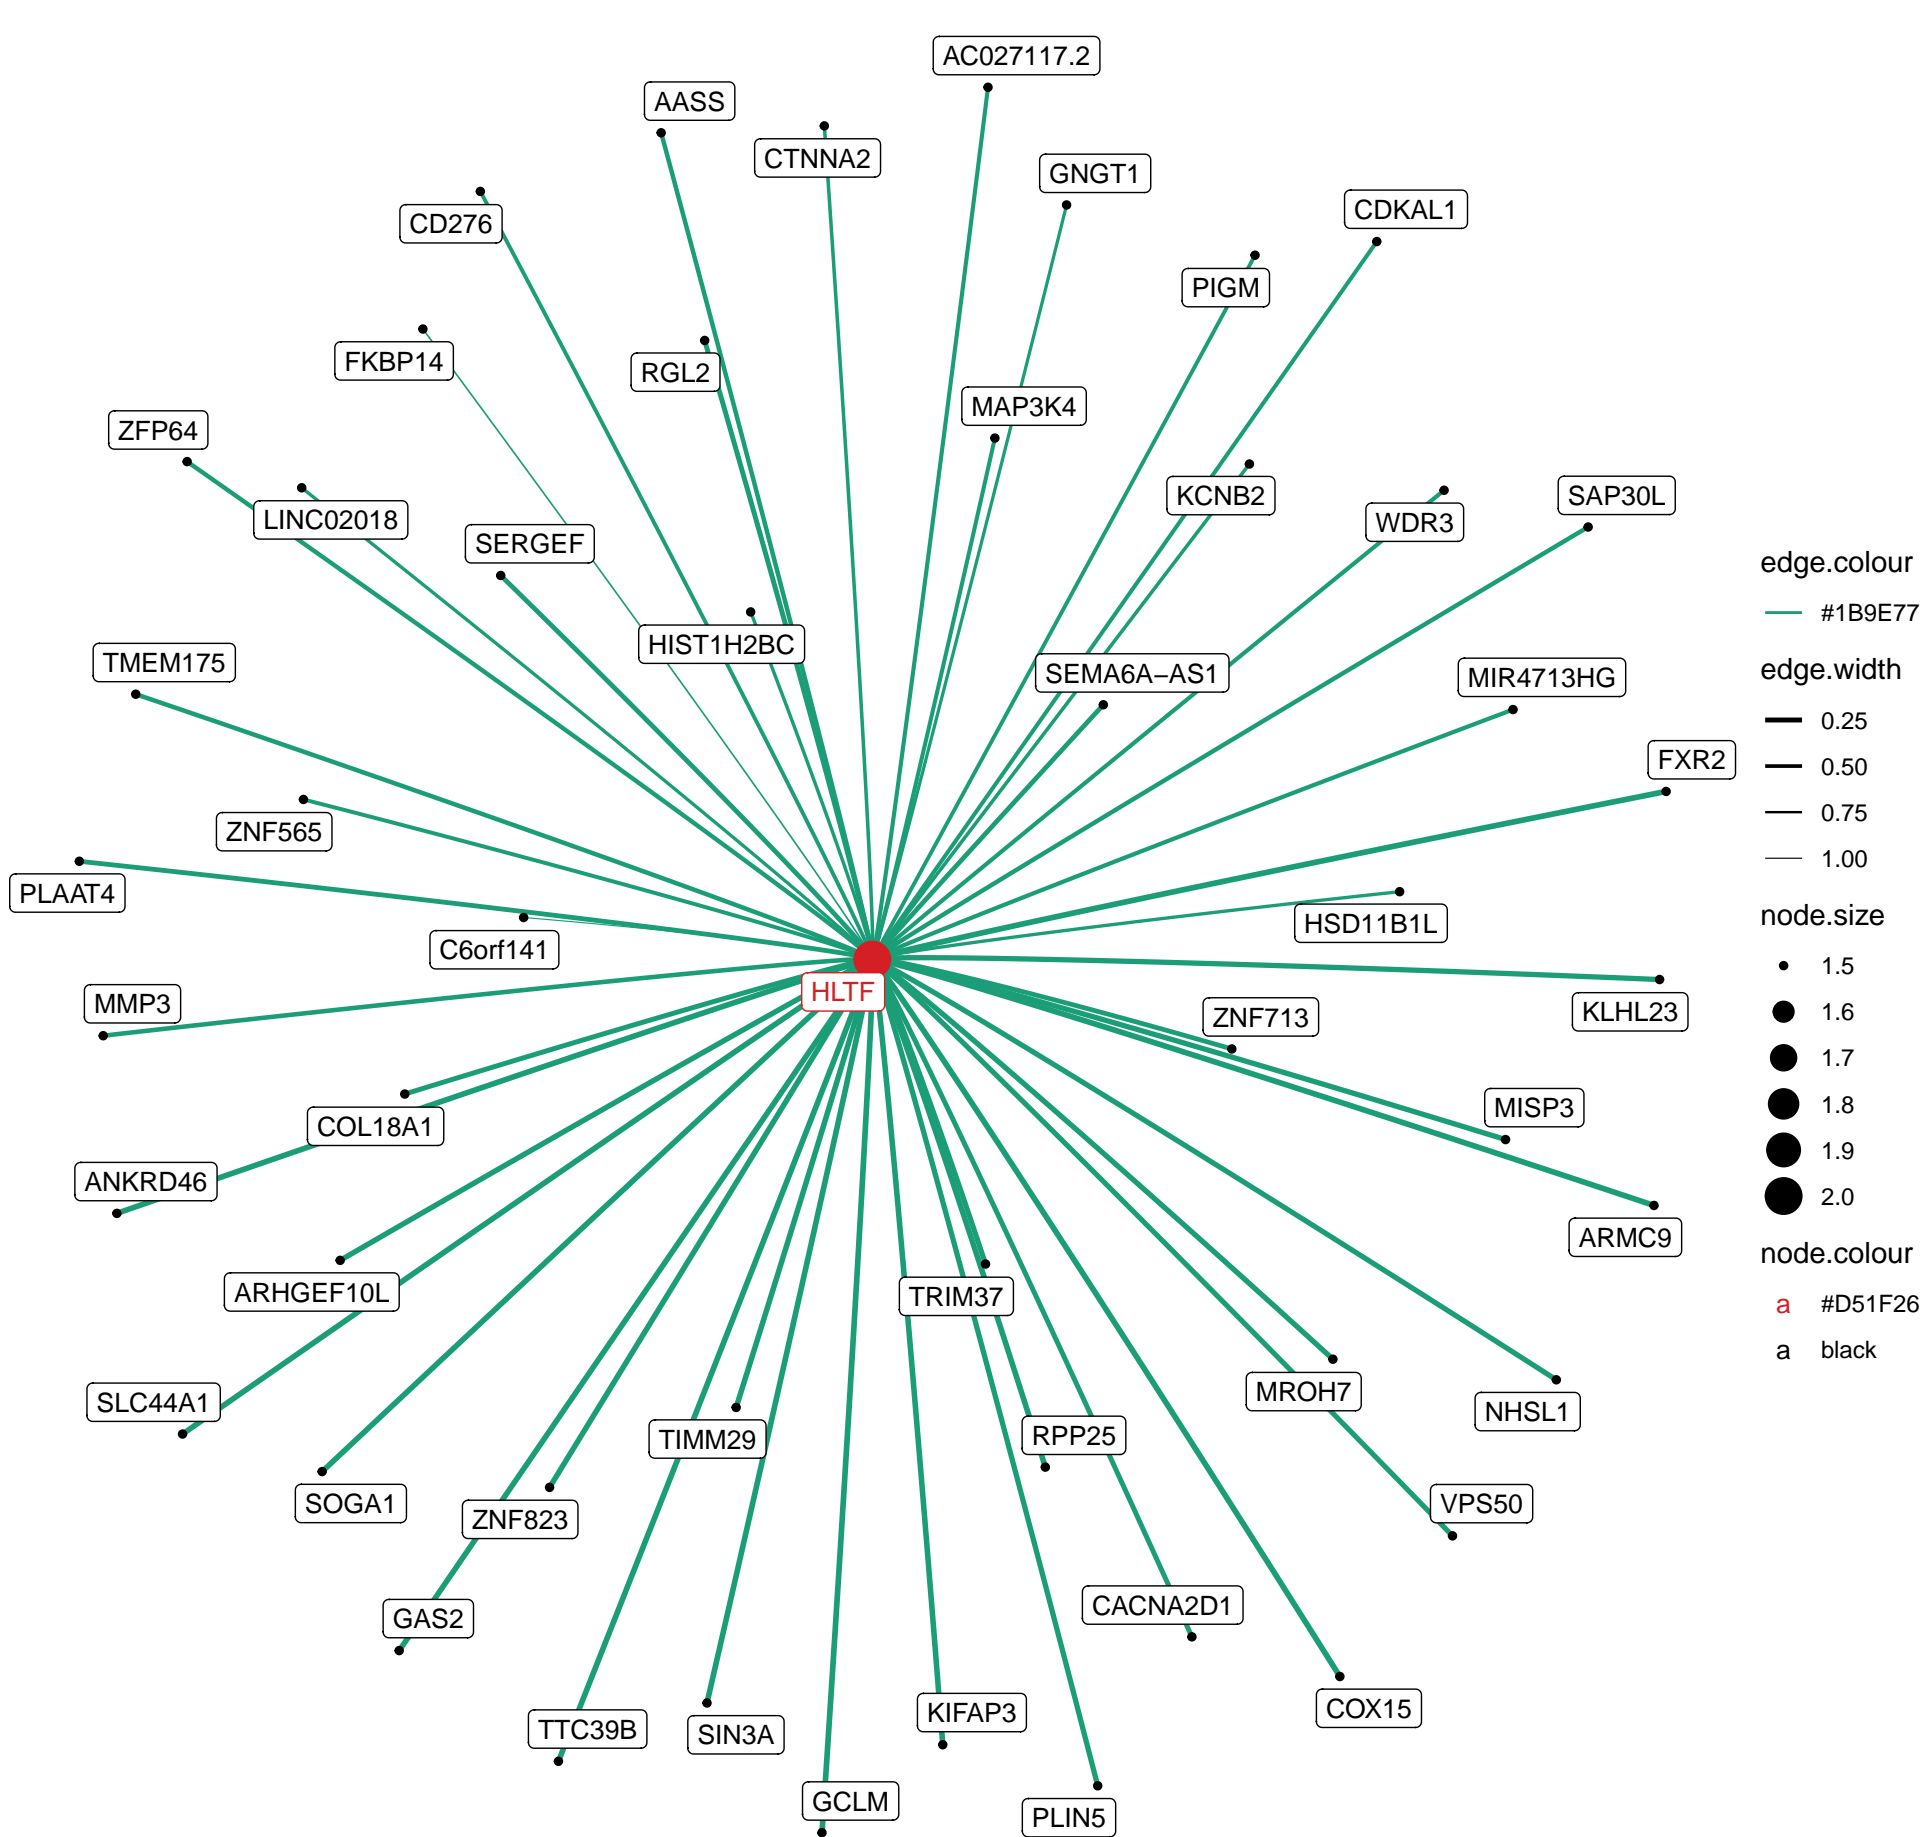 AC027117.2
AASS
CTNNA2
GNGT1
CDKAL1
CD276
PIGM
FKBP14
RGL2
MAP3K4
ZFP64
KCNB2
SAP30L
LINC02018
WDR3
SERGEF
HIST1H2BC
TMEM175
SEMA6A−AS1
MIR4713HG
FXR2
ZNF565
PLAAT4
HSD11B1L
C6orf141
HLTF
MMP3
KLHL23
ZNF713
MISP3
COL18A1
ANKRD46
ARMC9
ARHGEF10L
TRIM37
MROH7
SLC44A1
NHSL1
TIMM29
RPP25
SOGA1
VPS50
ZNF823
CACNA2D1
GAS2
COX15
KIFAP3
TTC39B
SIN3A
GCLM
PLIN5
edge.colour
#1B9E77
edge.width
0.25
0.50
0.75
1.00
node.size
1.5
1.6
1.7
1.8
1.9
2.0
node.colour
a #D51F26
a black